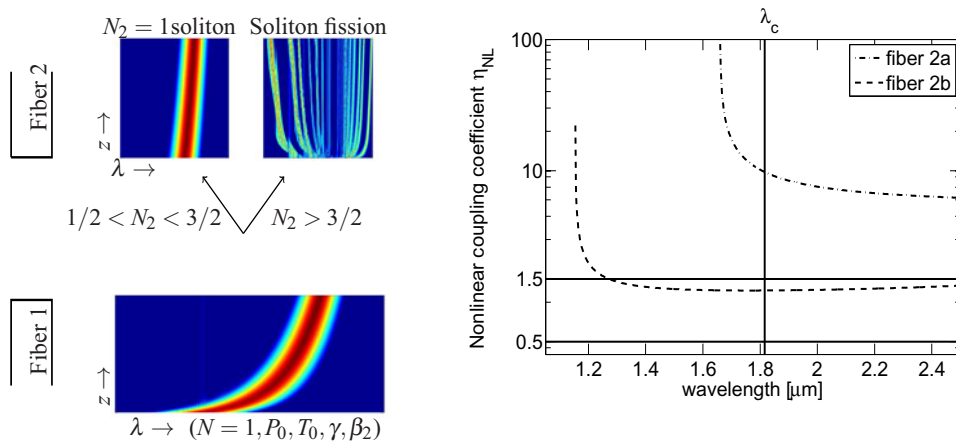 N₂ = 1soliton Soliton fission
Fiber 2
z →
λ →
1/2 < N₂ < 3/2 N₂ > 3/2
Fiber 1
z →
λ → (N = 1, P₀, T₀, γ, β₂)
λc
Nonlinear coupling coefficient ηNL
100
10
1.5
0.5
fiber 2a
fiber 2b
1.2 1.4 1.6 1.8 2 2.2 2.4
wavelength [μm]